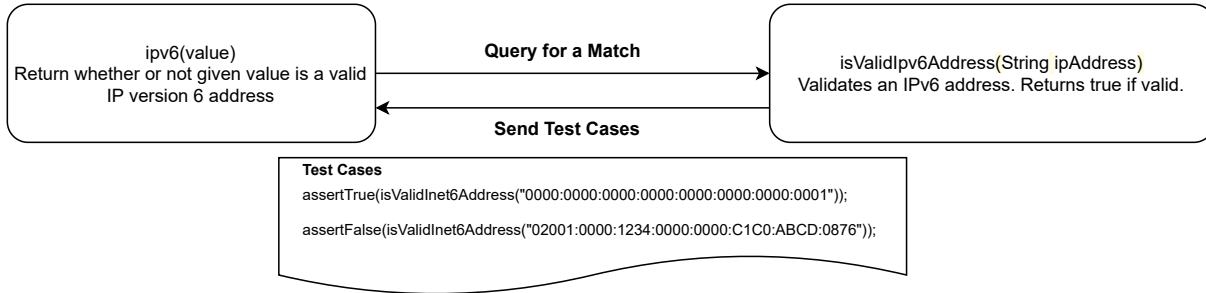 ipv6(value)
Return whether or not given value is a valid
IP version 6 address
Query for a Match
Send Test Cases
isValidIpv6Address(String ipAddress)
Validates an IPv6 address. Returns true if valid.
Test Cases
assertTrue(isValidInet6Address("0000:0000:0000:0000:0000:0000:0000:0001"));
assertFalse(isValidInet6Address("02001:0000:1234:0000:0000:C1C0:ABCD:0876"));